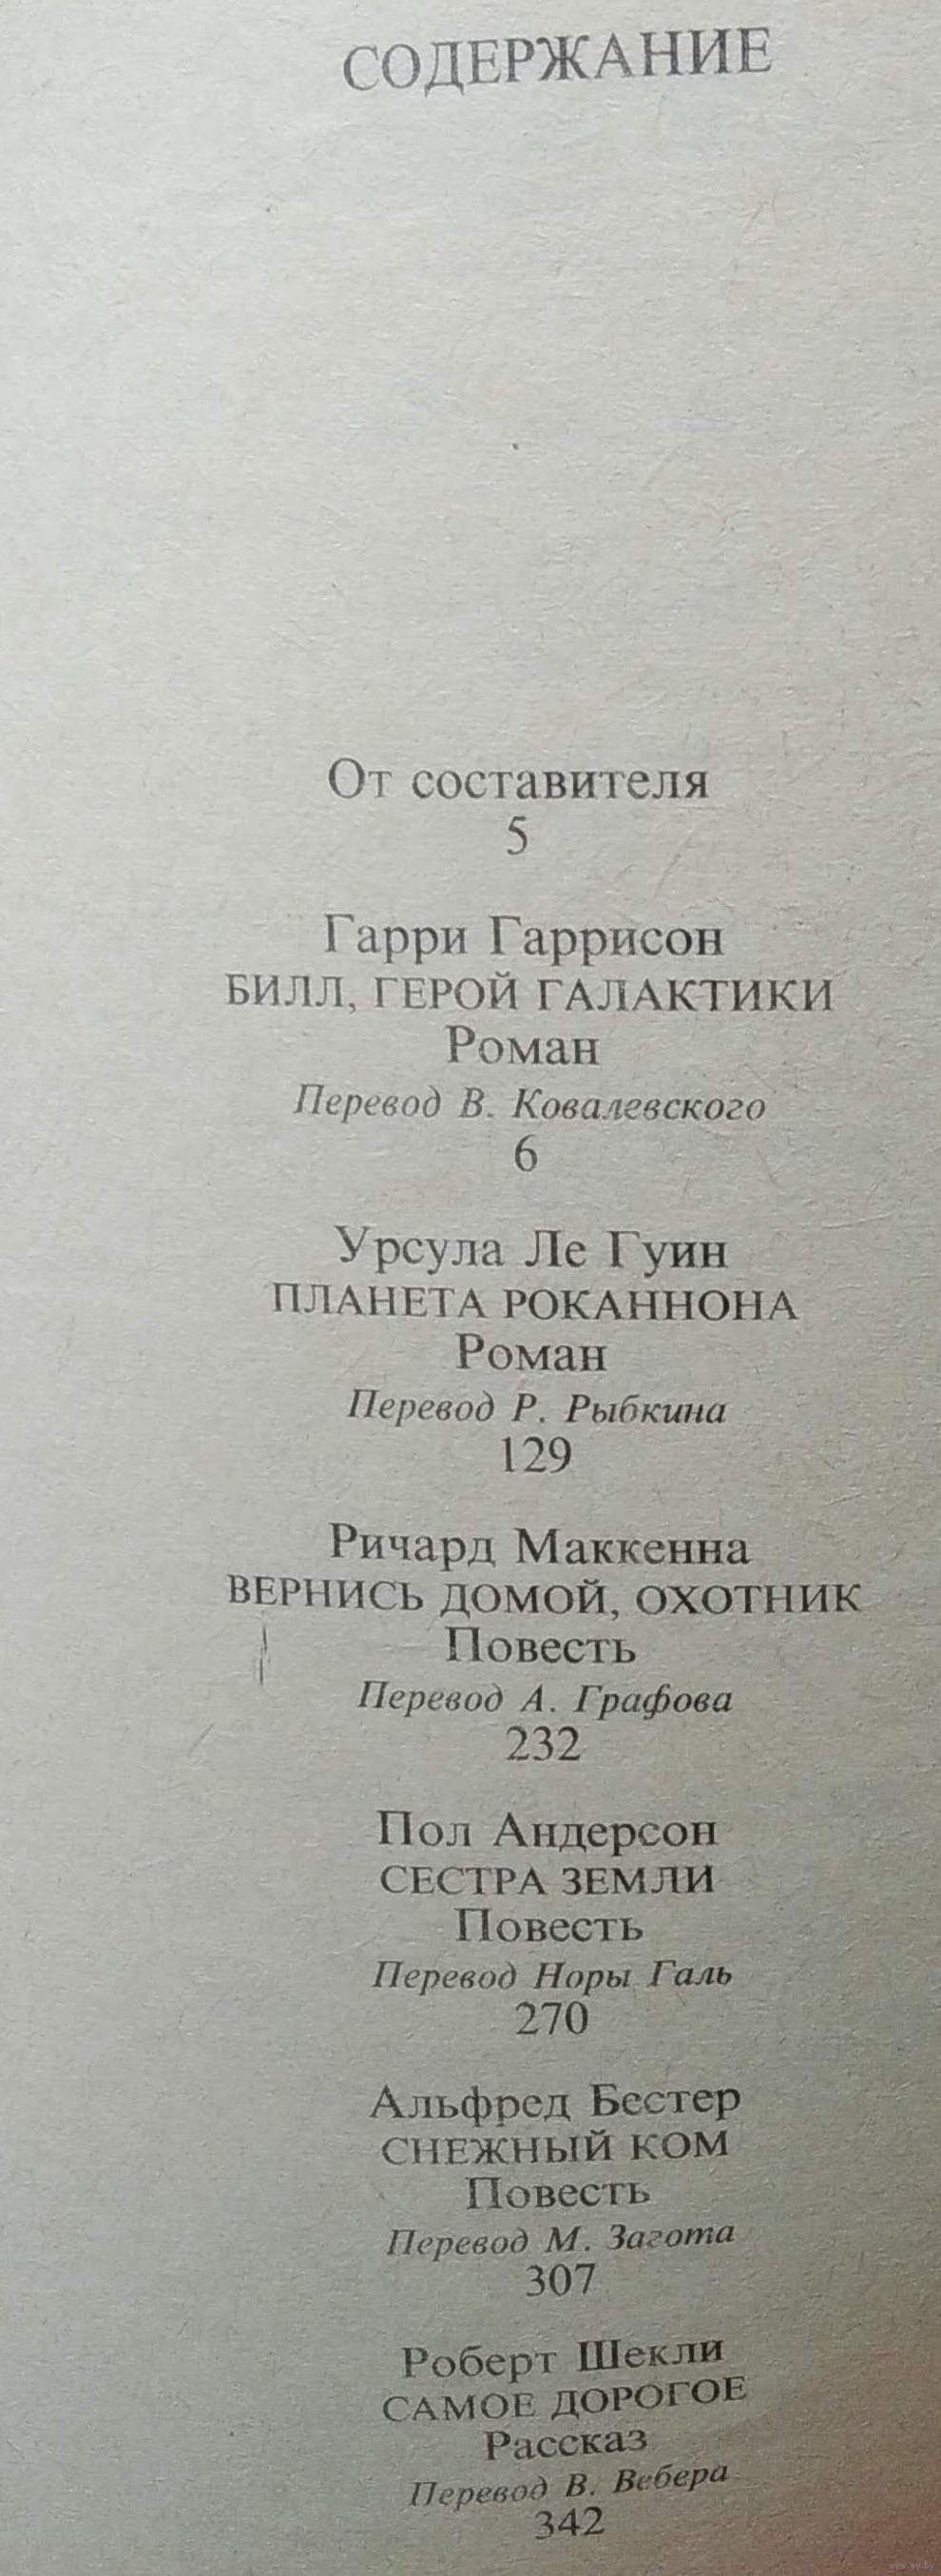 СОДЕРЖАНИЕ
От составителя
5
Гарри Гаррисон
БИЛЛ, ГЕРОЙ ГАЛАКТИКИ
Роман
Перевод В. Ковалевского
6
Урсула Ле Гуин
ПЛАНЕТА РОКАННОНА
Роман
Перевод Р. Рыбкина
129
Ричард Маккенна
ВЕРНИСЬ ДОМОЙ, ОХОТНИК
Повесть
Перевод А. Графова
232
Пол Андерсон
СЕСТРА ЗЕМЛИ
Повесть
Перевод Норы Галь
270
Альфред Бестер
СНЕЖНЫЙ КОМ
Повесть
Перевод М. Загота
307
Роберт Шекли
САМОЕ ДОРОГОЕ
Рассказ
Перевод В. Вебера
342